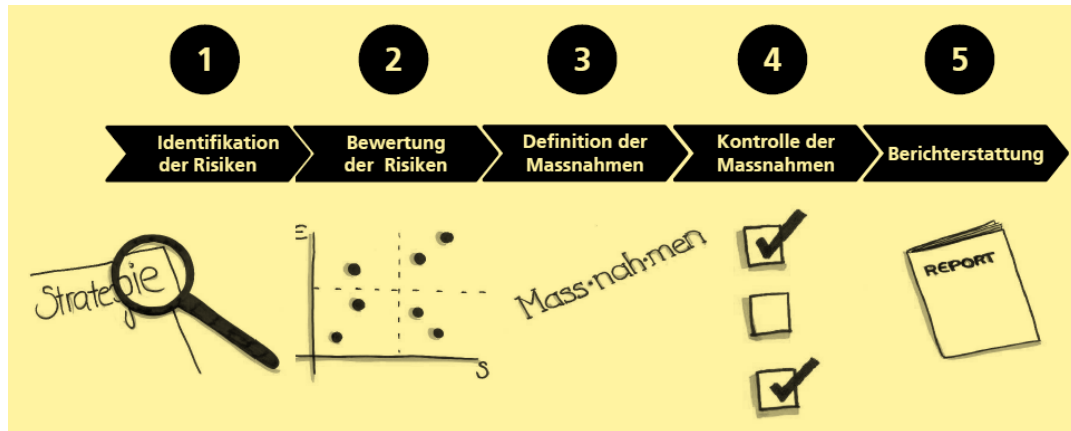 1
2
3
4
5
Identifikation
der Risiken
Bewertung
der Risiken
Definition der
Massnahmen
Kontrolle der
Massnahmen
Berichterstattung
Strategie
E
S
Mass·nah·men
REPORT